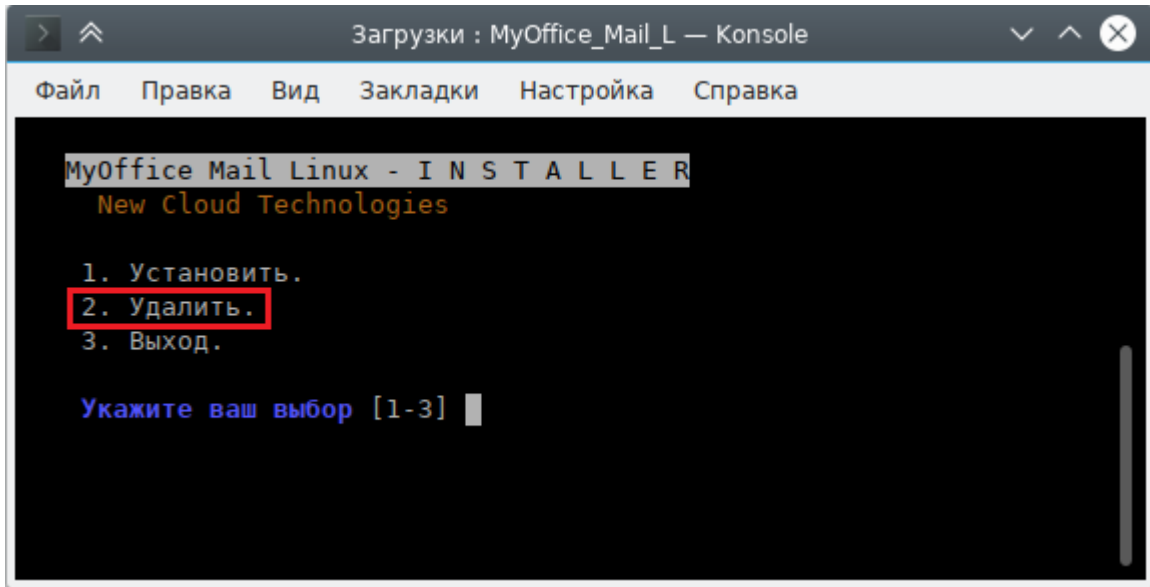 Загрузки : MyOffice_Mail_L — Konsole
Файл Правка Вид Закладки Настройка Справка
MyOffice Mail Linux - I N S T A L L E R
New Cloud Technologies
1. Установить.
2. Удалить.
3. Выход.
Укажите ваш выбор [1-3]